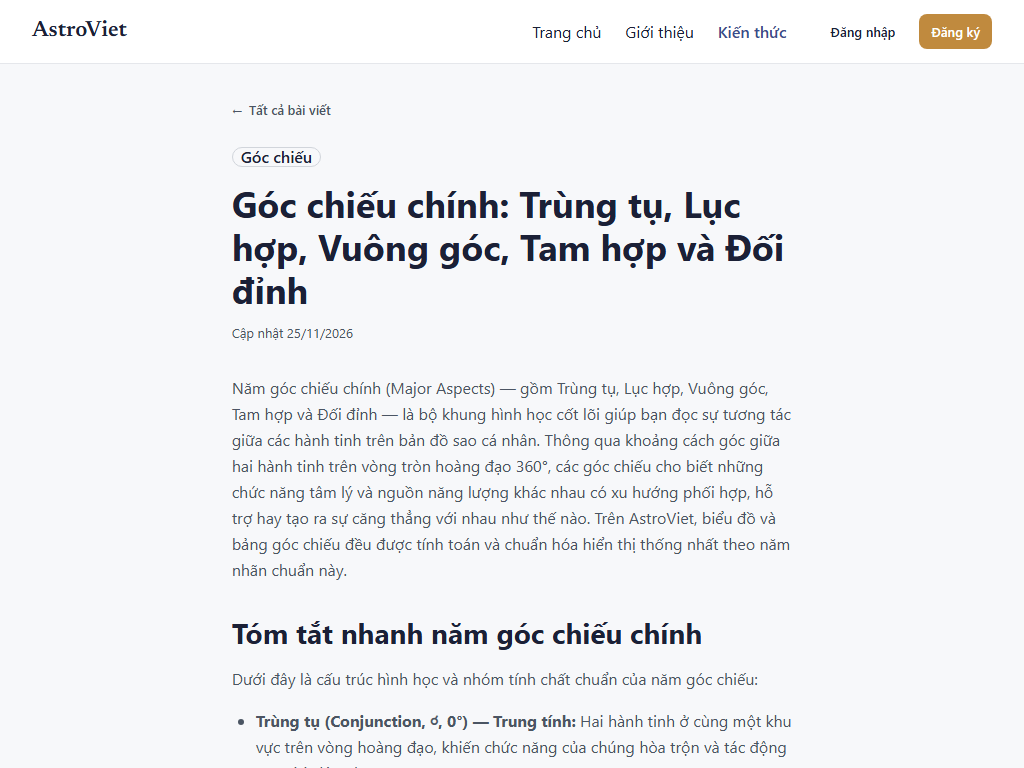 AstroViet
Trang chủ
Giới thiệu
Kiến thức
Đăng nhập
Đăng ký
← Tất cả bài viết
Góc chiếu
Góc chiếu chính: Trùng tụ, Lục
hợp, Vuông góc, Tam hợp và Đối
đỉnh
Cập nhật 25/11/2026
Năm góc chiếu chính (Major Aspects) — gồm Trùng tụ, Lục hợp, Vuông góc,
Tam hợp và Đối đỉnh — là bộ khung hình học cốt lõi giúp bạn đọc sự tương tác
giữa các hành tinh trên bản đồ sao cá nhân. Thông qua khoảng cách góc giữa
hai hành tinh trên vòng tròn hoàng đạo 360°, các góc chiếu cho biết những
chức năng tâm lý và nguồn năng lượng khác nhau có xu hướng phối hợp, hỗ
trợ hay tạo ra sự căng thẳng với nhau như thế nào. Trên AstroViet, biểu đồ và
bảng góc chiếu đều được tính toán và chuẩn hóa hiển thị thống nhất theo năm
nhãn chuẩn này.
Tóm tắt nhanh năm góc chiếu chính
Dưới đây là cấu trúc hình học và nhóm tính chất chuẩn của năm góc chiếu:
• Trùng tụ (Conjunction, ☌, 0°) — Trung tính: Hai hành tinh ở cùng một khu
vực trên vòng hoàng đạo, khiến chức năng của chúng hòa trộn và tác động